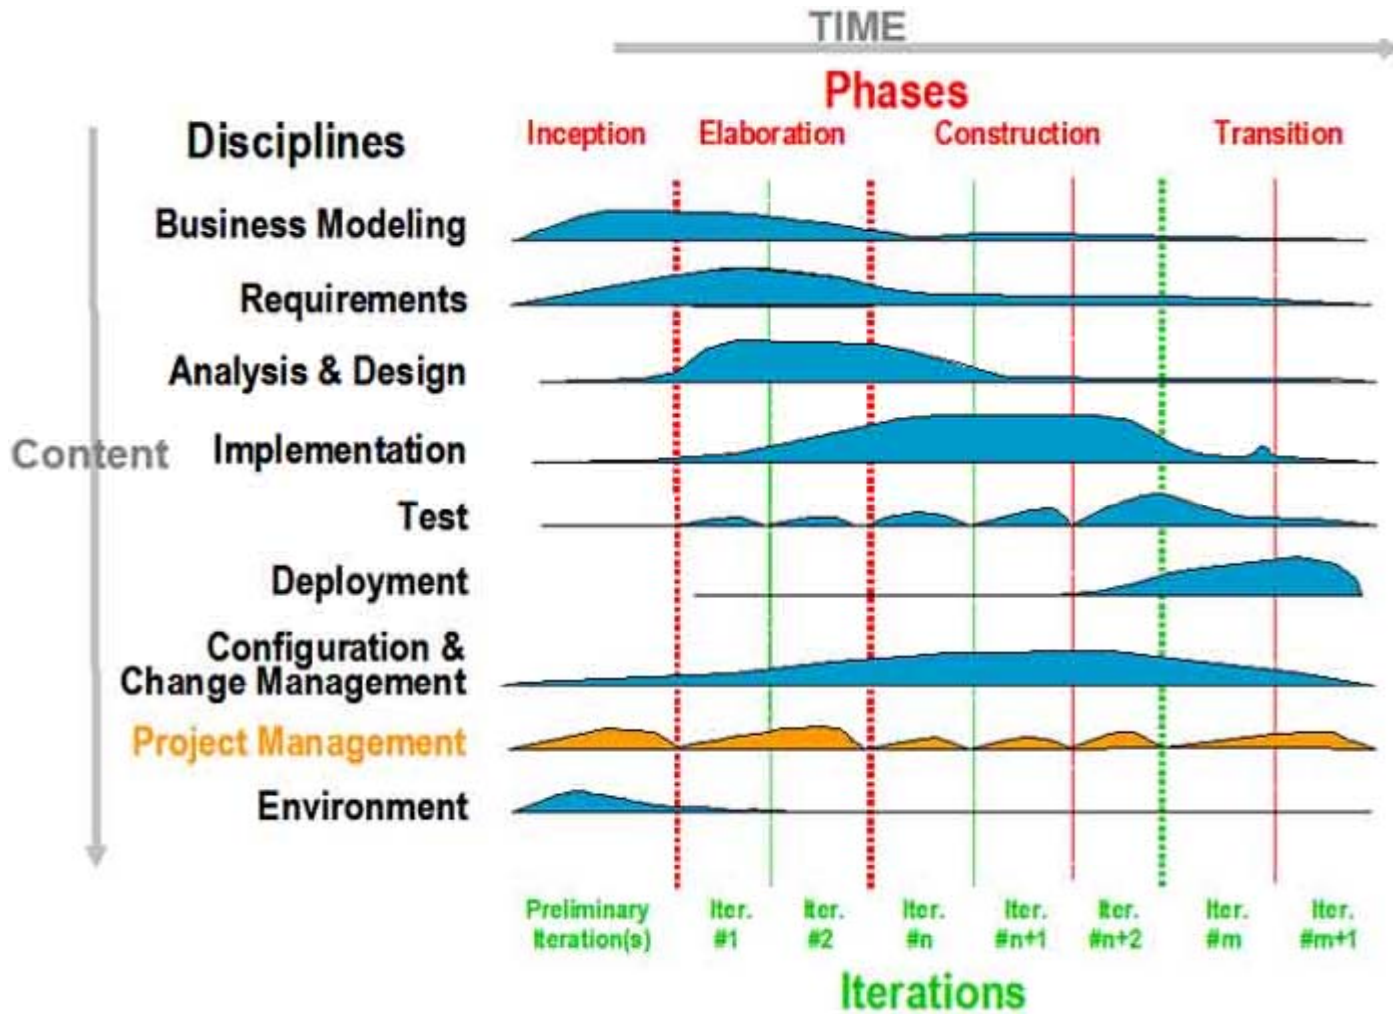 TIME
Phases
Disciplines
Inception Elaboration Construction Transition
Business Modeling
Requirements
Analysis & Design
Content
Implementation
Test
Deployment
Configuration &
Change Management
Project Management
Environment
Preliminary Iter. Iter. Iter. Iter. Iter. Iter. Iter.
Iteration(s) #1 #2 #n #n+1 #n+2 #m #m+1
Iterations